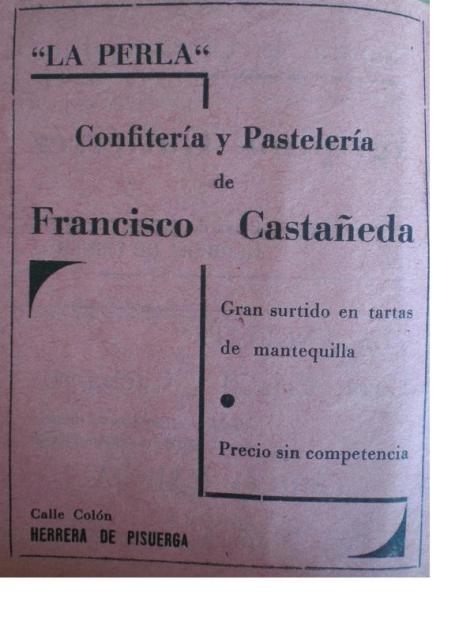 “LA PERLA“
Confitería y Pastelería
de
Francisco Castañeda
Gran surtido en tartas
de mantequilla
Precio sin competencia
Calle Colón
HERRERA DE PISUERGA